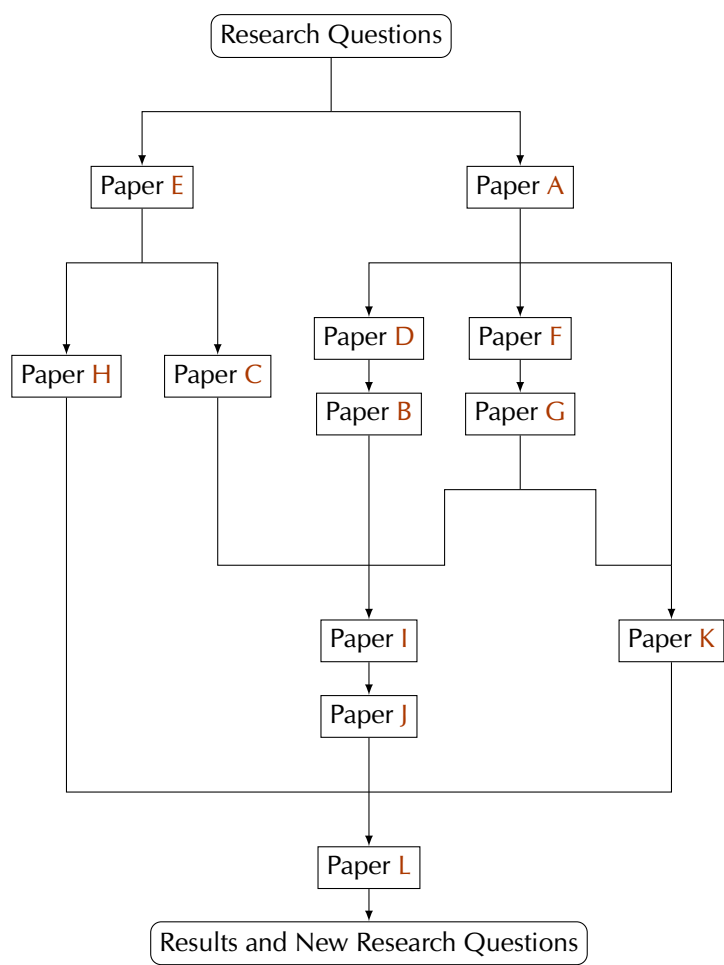 Research Questions
Paper E
Paper A
Paper D
Paper F
Paper H
Paper C
Paper B
Paper G
Paper I
Paper K
Paper J
Paper L
Results and New Research Questions